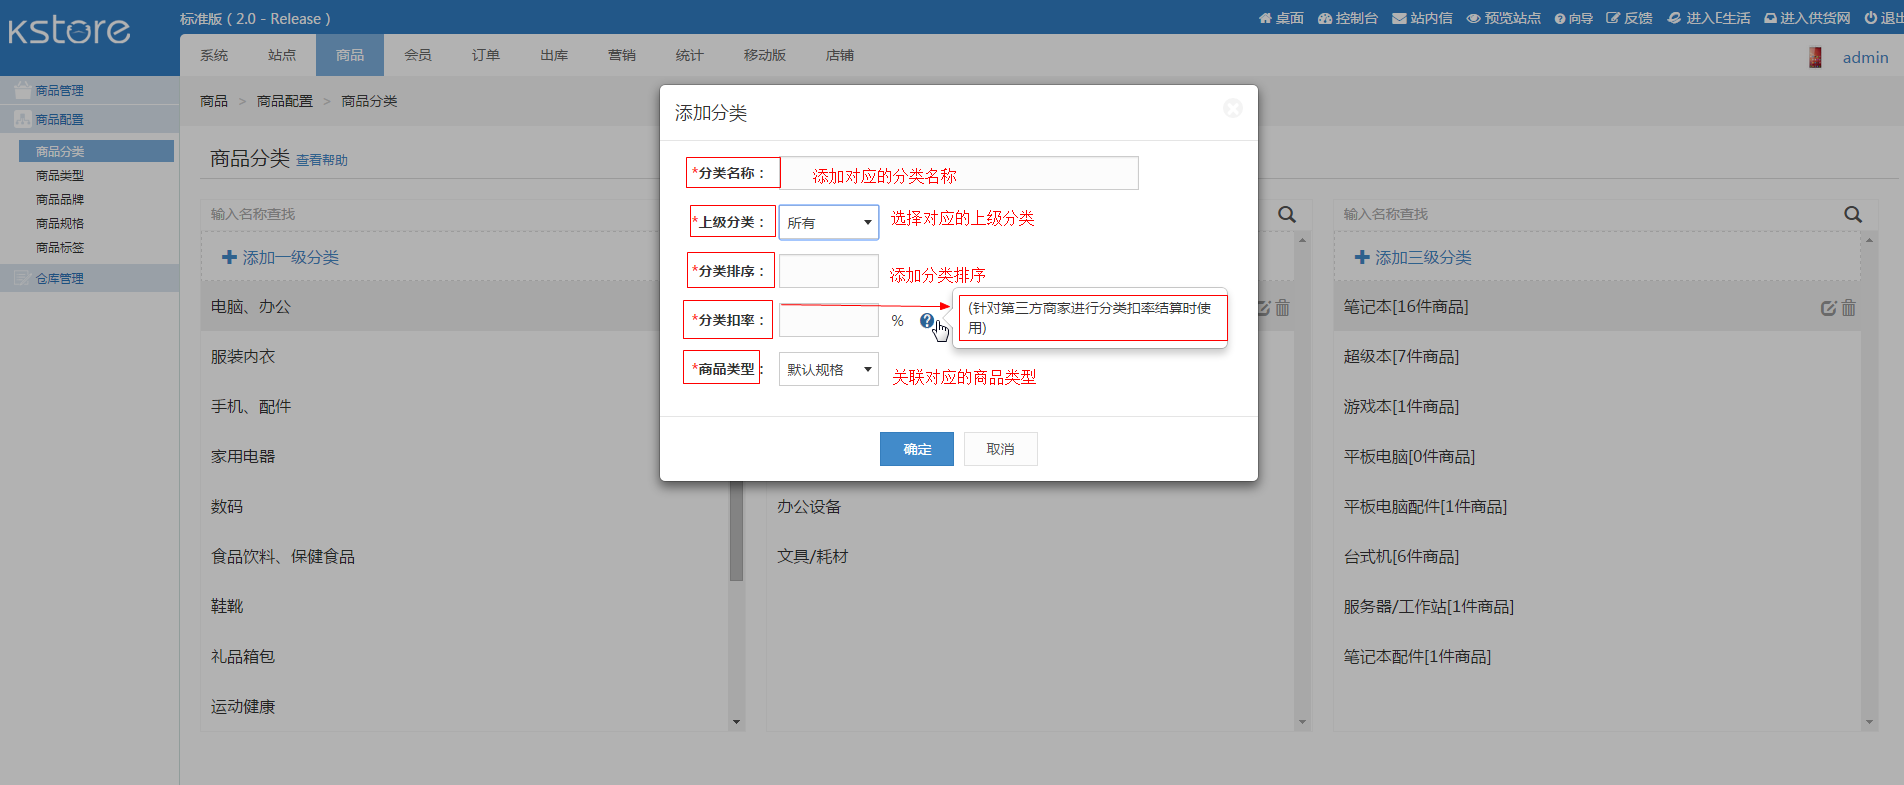 kstore
标准版 ( 2.0 - Release )
桌面 控制台 站内信 预览站点 向导 反馈 进入E生活 进入供货网
系统 站点 商品 会员 订单 出库 营销 统计 移动版 店铺
admin
商品管理
商品配置
商品分类
商品类型
商品品牌
商品规格
商品标签
仓库管理
商品 > 商品配置 > 商品分类
商品分类 查看帮助
输入名称查找
添加一级分类
电脑、办公
服装内衣
手机、配件
家用电器
数码
食品饮料、保健食品
鞋靴
礼品箱包
运动健康
办公设备
文具/耗材
输入名称查找
添加三级分类
笔记本[16件商品]
超级本[7件商品]
游戏本[1件商品]
平板电脑[0件商品]
平板电脑配件[1件商品]
台式机[6件商品]
服务器/工作站[1件商品]
笔记本配件[1件商品]
添加分类
*分类名称： 添加对应的分类名称
*上级分类： 所有 选择对应的上级分类
*分类排序： 添加分类排序
*分类扣率： % ?
(针对第三方商家进行分类扣率结算时使
用)
*商品类型： 默认规格 关联对应的商品类型
确定 取消